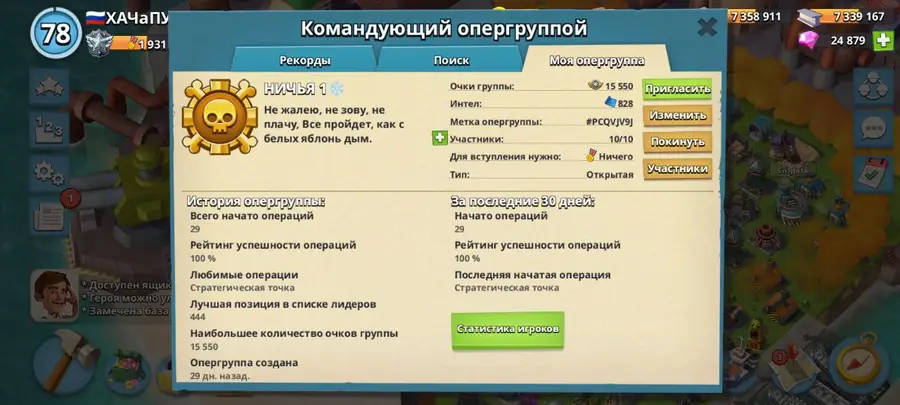 78
ХАЧаПУ
1 931
Командующий опергруппой
7 358 911
7 339 167
24 879
Рекорды
Поиск
Моя опергруппа
НИЧЬЯ 1
Не жалею, не зову, не
плачу, Все пройдет, как с
белых яблонь дым.
Очки группы: 15 550
Интел: 828
Метка опергруппы: #PCQVJV9J
Участники: 10/10
Для вступления нужно: Ничего
Тип: Открытая
Пригласить
Изменить
Покинуть
Участники
История опергруппы:
Всего начато операций
29
Рейтинг успешности операций
100 %
Любимые операции
Стратегическая точка
Лучшая позиция в списке лидеров
444
Наибольшее количество очков группы
15 550
Опергруппа создана
29 дн. назад.
За последние 30 дней:
Начато операций
29
Рейтинг успешности операций
100 %
Последняя начатая операция
Стратегическая точка
Статистика игроков
1
* Доступен ящик
* Героя можно ул
* Замечена база
Создать